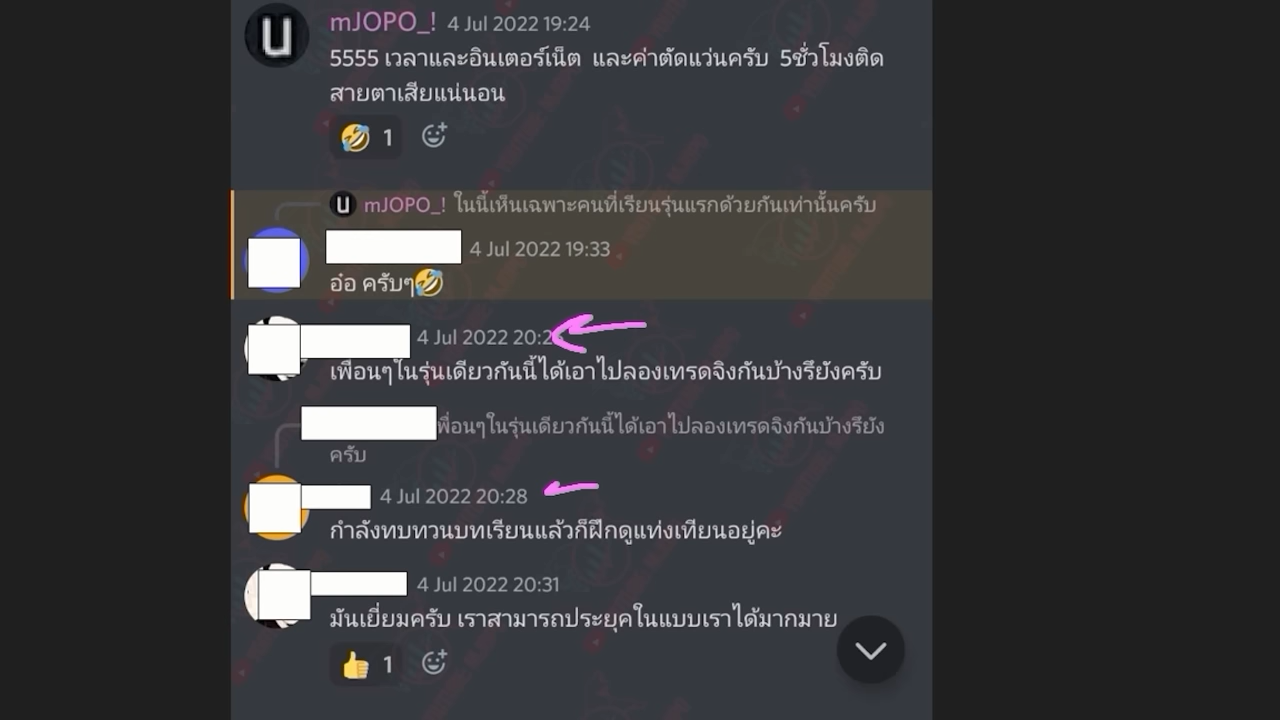 mJOPO_! 4 Jul 2022 19:24
5555 เวลาและอินเตอร์เน็ต และค่าตัดแว่นครับ 5ชั่วโมงติด
สายตาเสียแน่นอน
1
mJOPO_! ในนี้เห็นเฉพาะคนที่เรียนรุ่นแรกด้วยกันเท่านั้นครับ
4 Jul 2022 19:33
อ๋อ ครับๆ🤣
4 Jul 2022 20:2
เพื่อนๆในรุ่นเดียวกันนี้ได้เอาไปลองเทรดจิงกันบ้างรึยังครับ
พื่อนๆในรุ่นเดียวกันนี้ได้เอาไปลองเทรดจิงกันบ้างรึยัง
ครับ
4 Jul 2022 20:28
กำลังทบทวนบทเรียนแล้วก็ฝึกดูแท่งเทียนอยู่คะ
4 Jul 2022 20:31
มันเยี่ยมครับ เราสามารถประยุคในแบบเราได้มากมาย
1